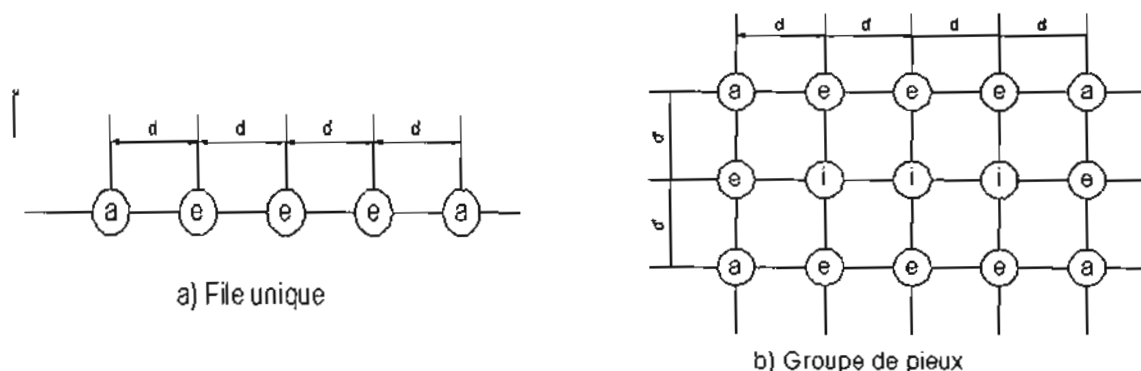 d d d d
a e e e a
a) File unique
d d d d
a e e e a
d
e i i i e
d
a e e e a
b) Groupe de pieux